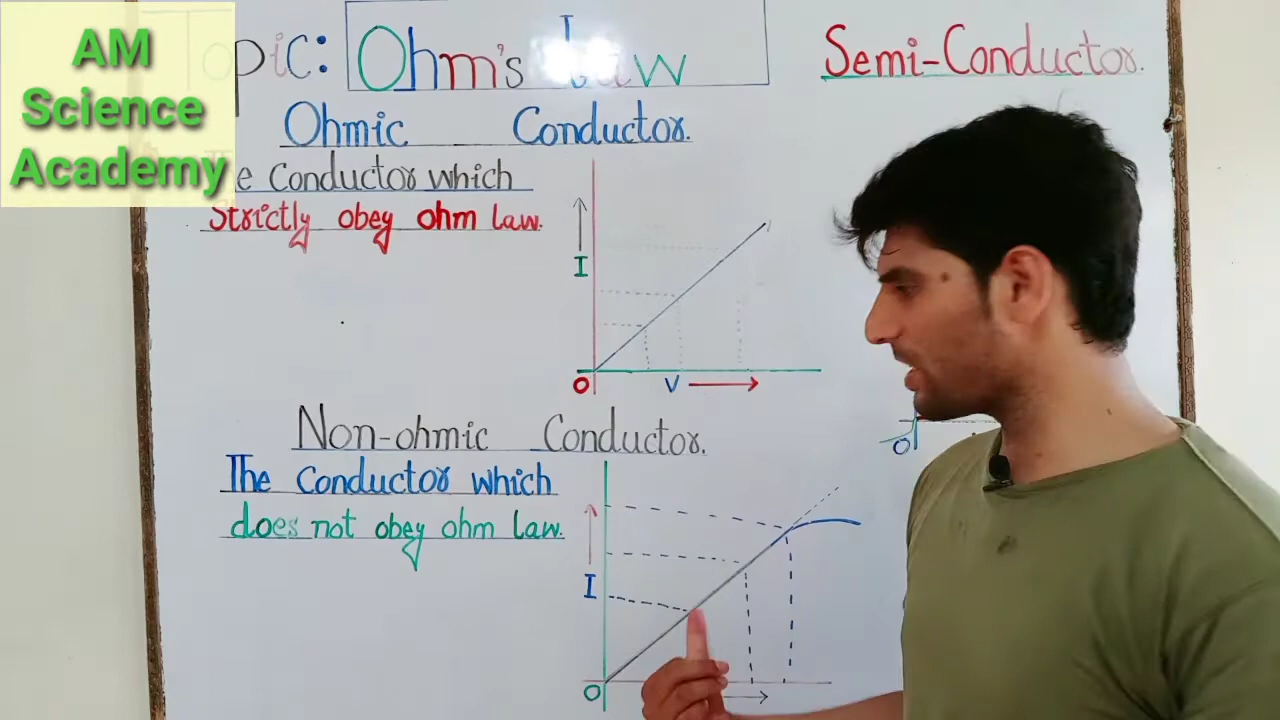 AM
Science
Academy
Topic: Ohm's Law
Semi-Conductor.
Ohmic Conductor.
Conductor which
Strictly obey ohm law.
I
O V
Non-ohmic Conductor.
The Conductor which
does not obey ohm law.
I
O
O